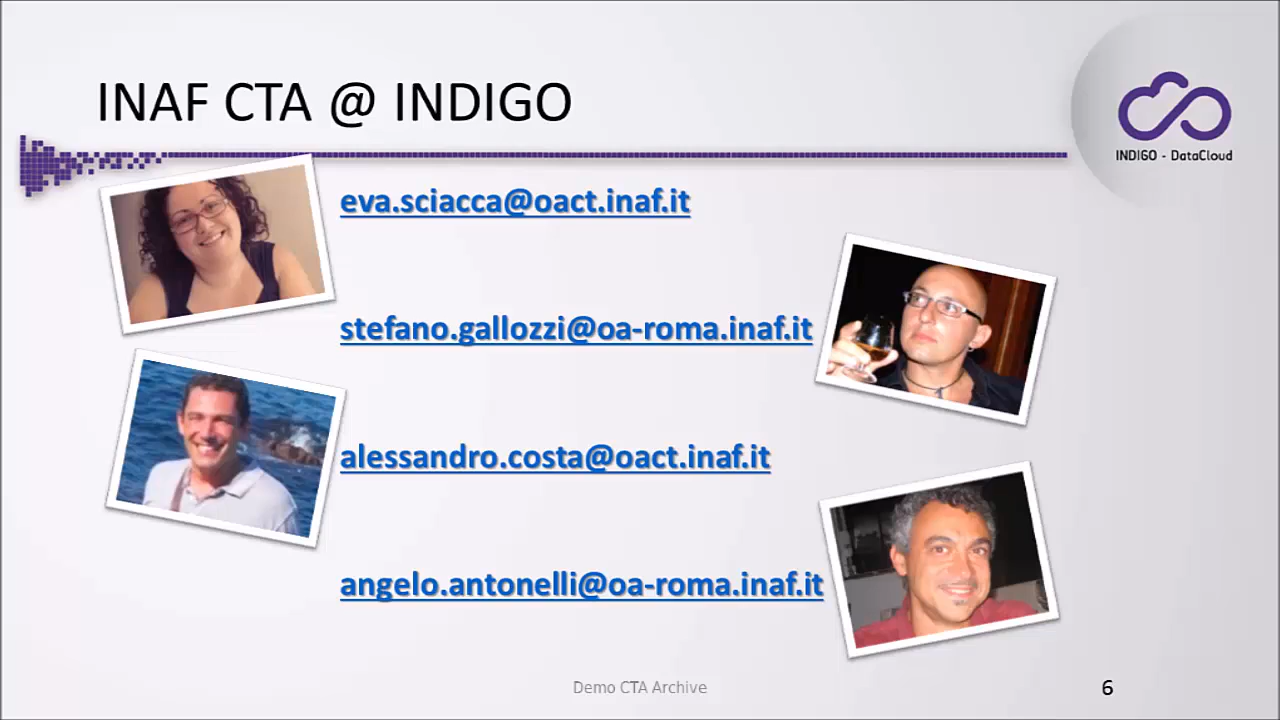 INAF CTA @ INDIGO
INDIGO - DataCloud
eva.sciacca@oact.inaf.it
stefano.gallozzi@oa-roma.inaf.it
alessandro.costa@oact.inaf.it
angelo.antonelli@oa-roma.inaf.it
Demo CTA Archive
6